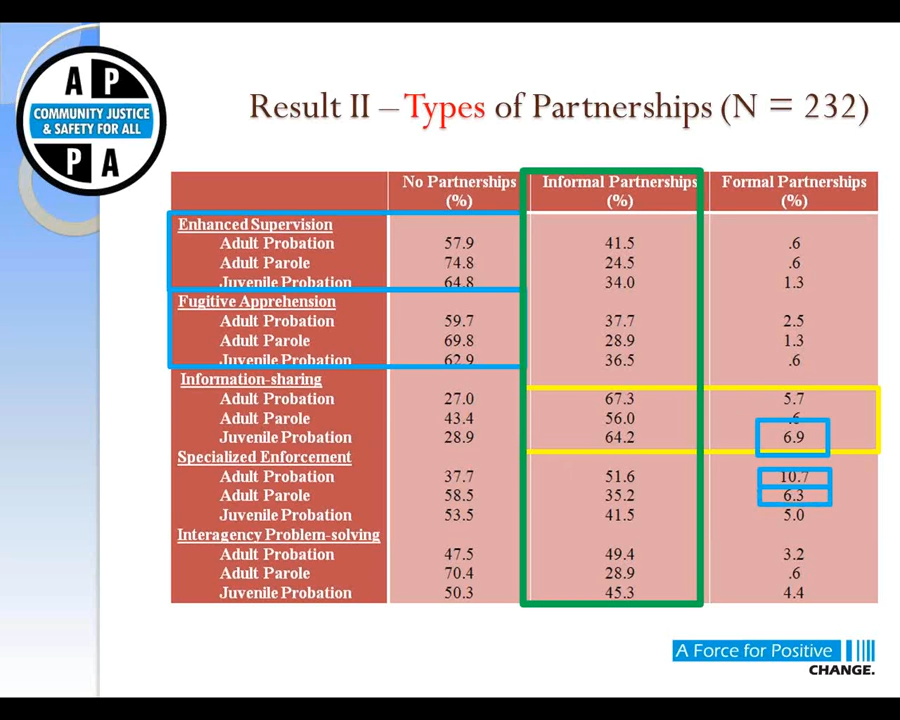 A P
COMMUNITY JUSTICE
& SAFETY FOR ALL
P A
Result II – Types of Partnerships (N = 232)
No Partnerships (%) Informal Partnerships (%) Formal Partnerships (%)
Enhanced Supervision
Adult Probation 57.9 41.5 .6
Adult Parole 74.8 24.5 .6
Juvenile Probation 64.8 34.0 1.3
Fugitive Apprehension
Adult Probation 59.7 37.7 2.5
Adult Parole 69.8 28.9 1.3
Juvenile Probation 62.9 36.5 .6
Information-sharing
Adult Probation 27.0 67.3 5.7
Adult Parole 43.4 56.0 .6
Juvenile Probation 28.9 64.2 6.9
Specialized Enforcement
Adult Probation 37.7 51.6 10.7
Adult Parole 58.5 35.2 6.3
Juvenile Probation 53.5 41.5 5.0
Interagency Problem-solving
Adult Probation 47.5 49.4 3.2
Adult Parole 70.4 28.9 .6
Juvenile Probation 50.3 45.3 4.4
A Force for Positive
CHANGE.